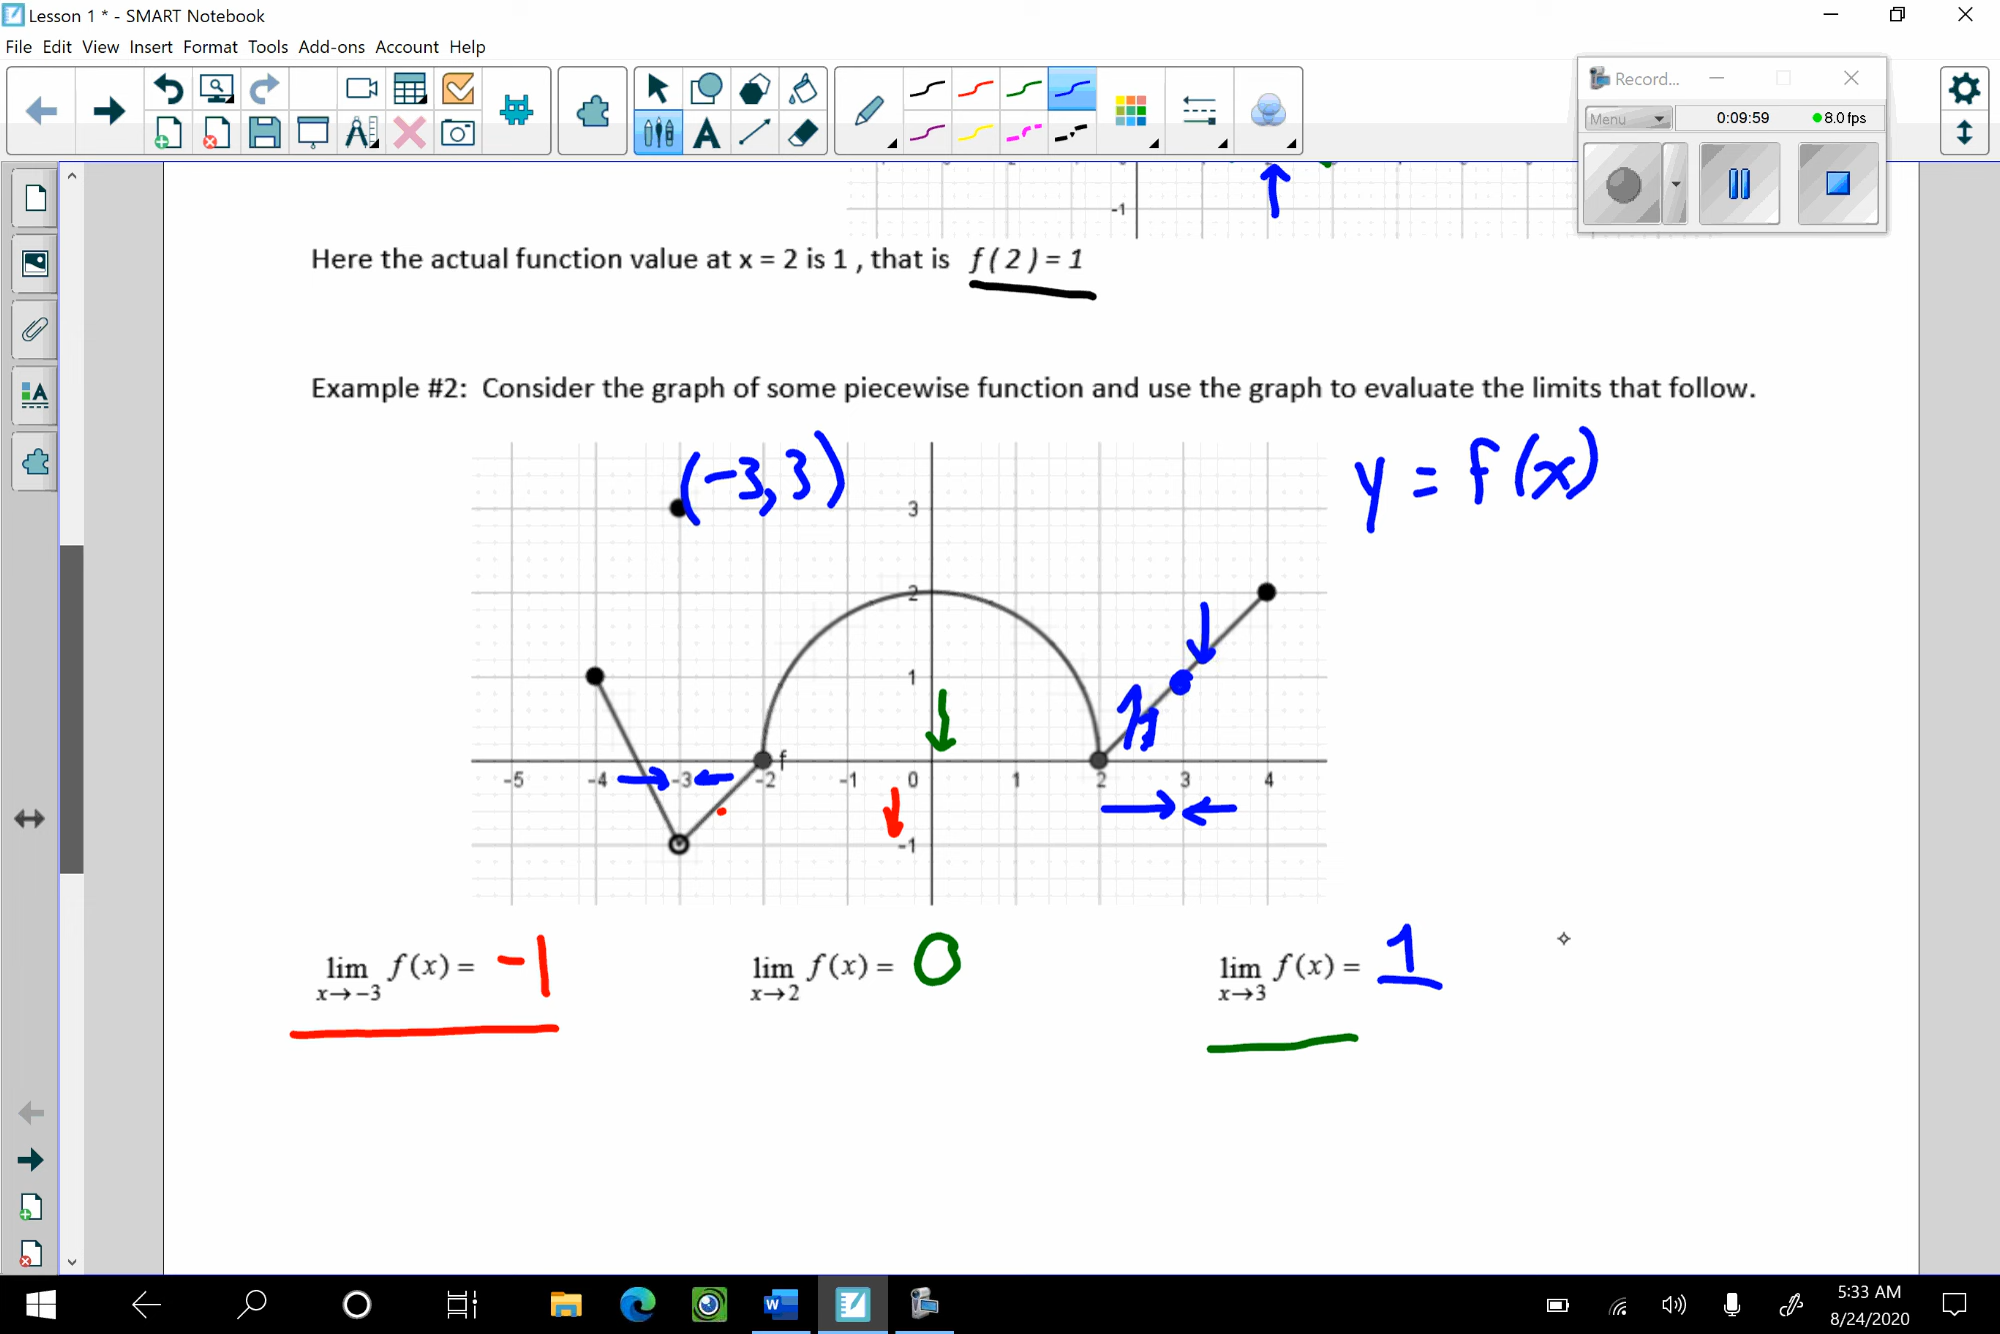 Lesson 1 * - SMART Notebook
File Edit View Insert Format Tools Add-ons Account Help
Record...
Menu 0:09:59 8.0 fps
-1
Here the actual function value at x = 2 is 1 , that is f ( 2 ) = 1
Example #2: Consider the graph of some piecewise function and use the graph to evaluate the limits that follow.
(-3,3) y = f(x)
3
2
1
f
-5 -4 -3 -2 -1 0 1 2 3 4
-1
lim f(x) = -1 lim f(x) = 0 lim f(x) = 1
x→-3 x→2 x→3
5:33 AM
8/24/2020